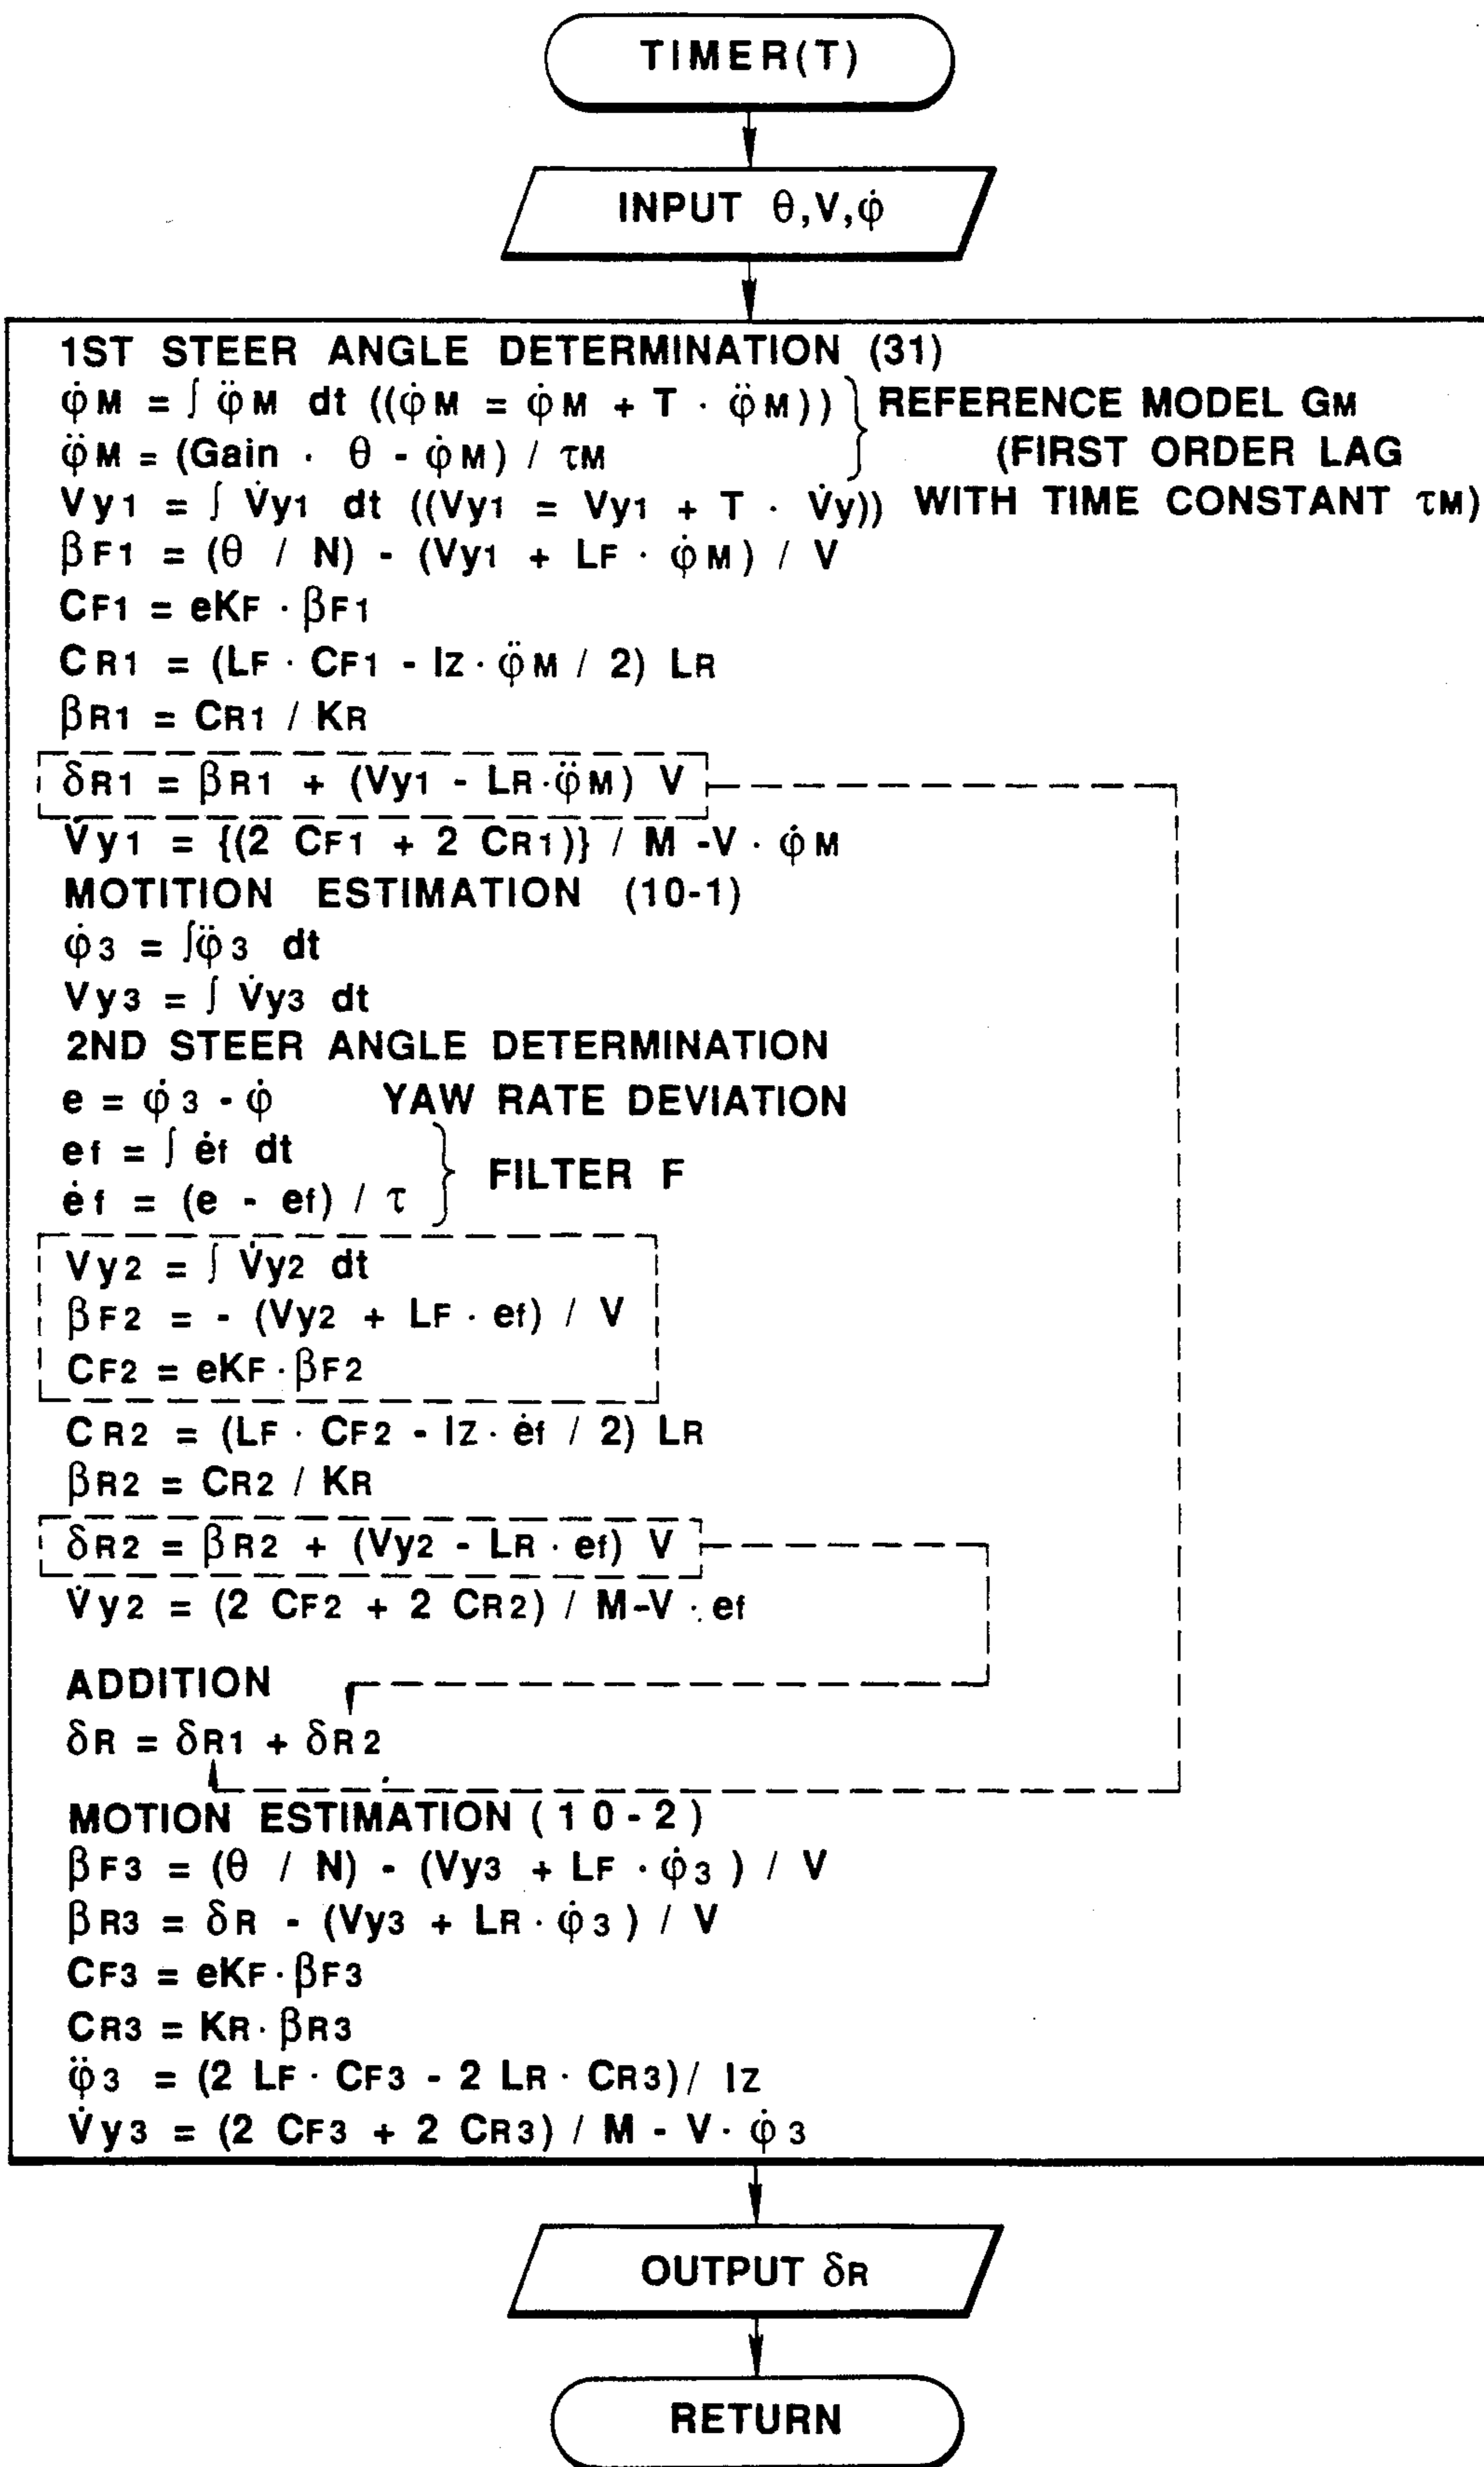 TIMER(T)
INPUT θ,V,φ̇
1ST STEER ANGLE DETERMINATION (31)
φ̇M = ∫ φ̈M dt ((φ̇M = φ̇M + T · φ̈M)) } REFERENCE MODEL GM
φ̈M = (Gain · θ - φ̇M) / τM (FIRST ORDER LAG
Vy1 = ∫ V̇y1 dt ((Vy1 = Vy1 + T · V̇y)) WITH TIME CONSTANT τM)
βF1 = (θ / N) - (Vy1 + LF · φ̇M) / V
CF1 = eKF · βF1
CR1 = (LF · CF1 - IZ · φ̈M / 2) LR
βR1 = CR1 / KR
δR1 = βR1 + (Vy1 - LR·φ̈M) V
V̇y1 = {(2 CF1 + 2 CR1)} / M -V · φ̇M
MOTITION ESTIMATION (10-1)
φ̇3 = ∫φ̈3 dt
Vy3 = ∫ V̇y3 dt
2ND STEER ANGLE DETERMINATION
e = φ̇3 - φ̇ YAW RATE DEVIATION
ef = ∫ ėf dt
ėf = (e - ef) / τ } FILTER F
Vy2 = ∫ V̇y2 dt
βF2 = - (Vy2 + LF · ef) / V
CF2 = eKF·βF2
CR2 = (LF · CF2 - IZ · ėf / 2) LR
βR2 = CR2 / KR
δR2 = βR2 + (Vy2 - LR · ef) V
V̇y2 = (2 CF2 + 2 CR2) / M-V · ef
ADDITION
δR = δR1 + δR2
MOTION ESTIMATION (10-2)
βF3 = (θ / N) - (Vy3 + LF · φ̇3 ) / V
βR3 = δR - (Vy3 + LR · φ̇3 ) / V
CF3 = eKF·βF3
CR3 = KR·βR3
φ̈3 = (2 LF · CF3 - 2 LR · CR3)/ IZ
V̇y3 = (2 CF3 + 2 CR3) / M - V · φ̇3
OUTPUT δR
RETURN